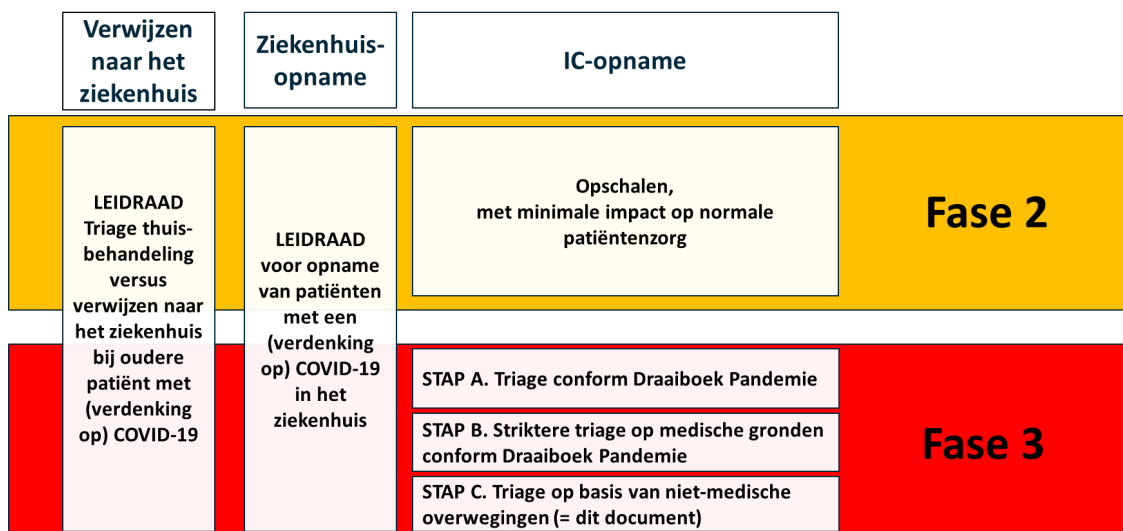 Verwijzen
naar het
ziekenhuis
Ziekenhuis-
opname
IC-opname
LEIDRAAD
Triage thuis-
behandeling
versus
verwijzen naar
het ziekenhuis
bij oudere
patiënt met
(verdenking
op) COVID-19
LEIDRAAD
voor opname
van patiënten
met een
(verdenking
op) COVID-19
in het
ziekenhuis
Opschalen,
met minimale impact op normale
patiëntenzorg
Fase 2
STAP A. Triage conform Draaiboek Pandemie
STAP B. Striktere triage op medische gronden
conform Draaiboek Pandemie
STAP C. Triage op basis van niet-medische
overwegingen (= dit document)
Fase 3